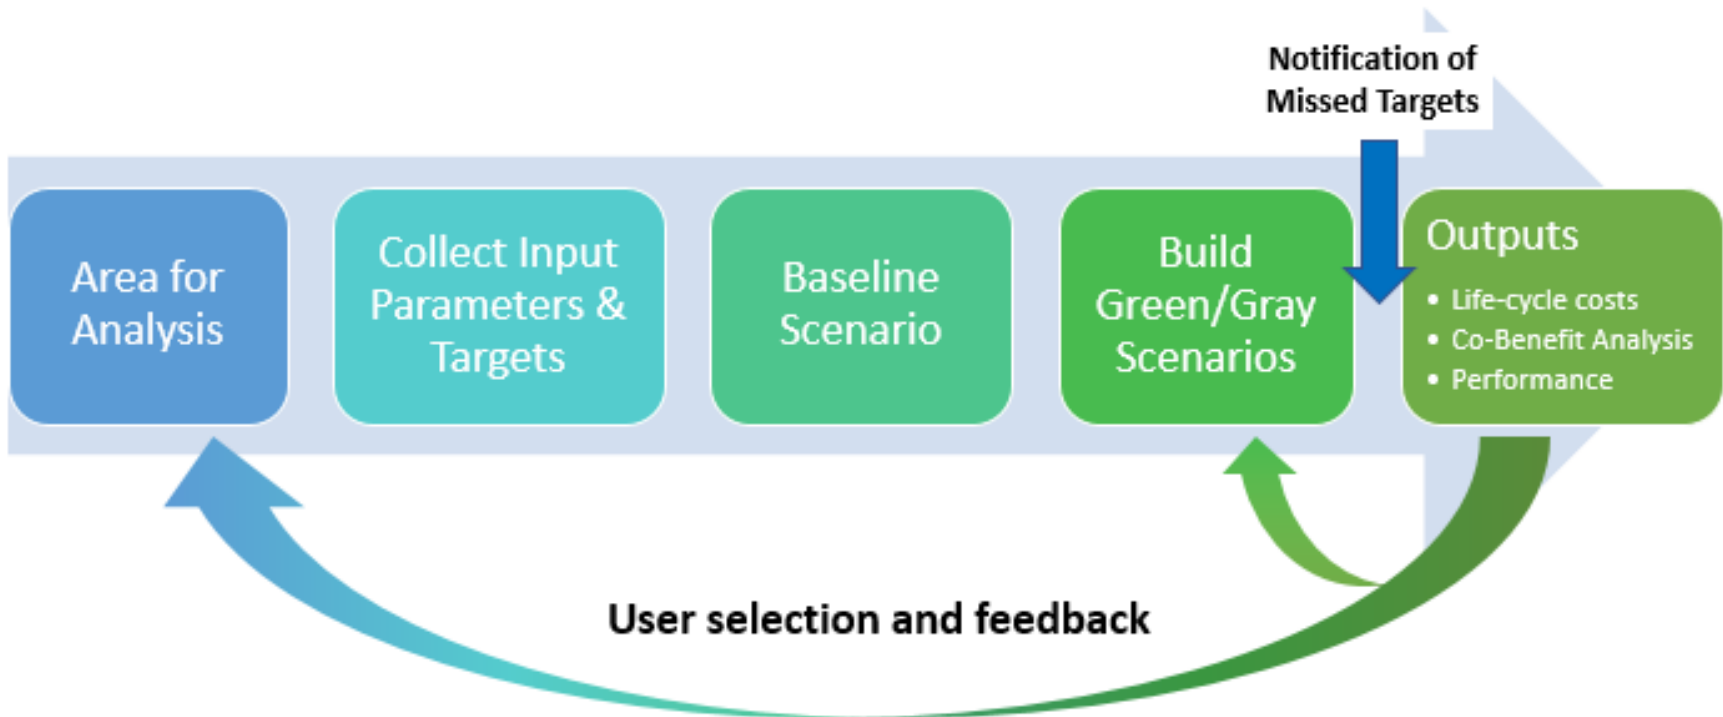 Notification of
Missed Targets
Area for
Analysis
Collect Input
Parameters &
Targets
Baseline
Scenario
Build
Green/Gray
Scenarios
Outputs
• Life-cycle costs
• Co-Benefit Analysis
• Performance
User selection and feedback